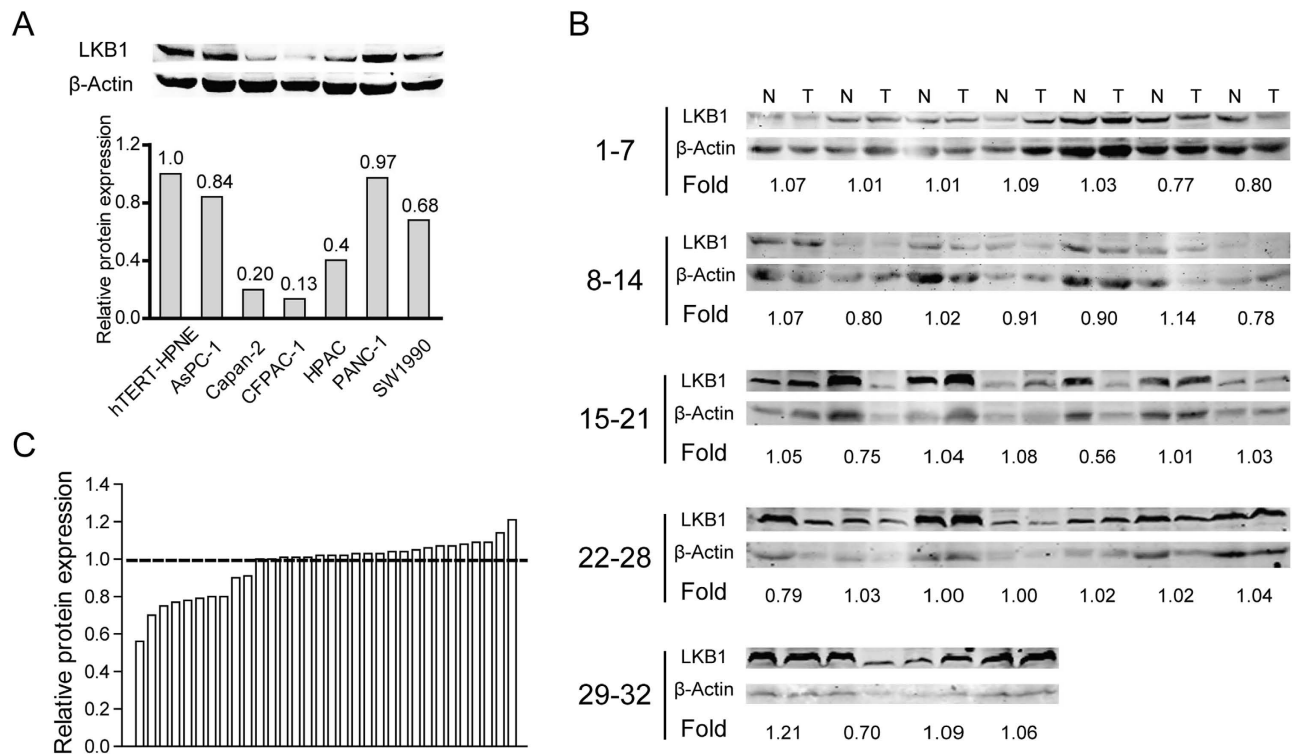 A
LKB1
β-Actin
Relative protein expression
1.2
0.8
0.4
0.0
1.0
0.84
0.20
0.13
0.4
0.97
0.68
hTERT-HPNE
AsPC-1
Capan-2
CFPAC-1
HPAC
PANC-1
SW1990
B
N T N T N T N T N T N T N T
1-7
LKB1
β-Actin
Fold 1.07 1.01 1.01 1.09 1.03 0.77 0.80
8-14
LKB1
β-Actin
Fold 1.07 0.80 1.02 0.91 0.90 1.14 0.78
15-21
LKB1
β-Actin
Fold 1.05 0.75 1.04 1.08 0.56 1.01 1.03
22-28
LKB1
β-Actin
Fold 0.79 1.03 1.00 1.00 1.02 1.02 1.04
29-32
LKB1
β-Actin
Fold 1.21 0.70 1.09 1.06
C
Relative protein expression
1.4
1.2
1.0
0.8
0.6
0.4
0.2
0.0